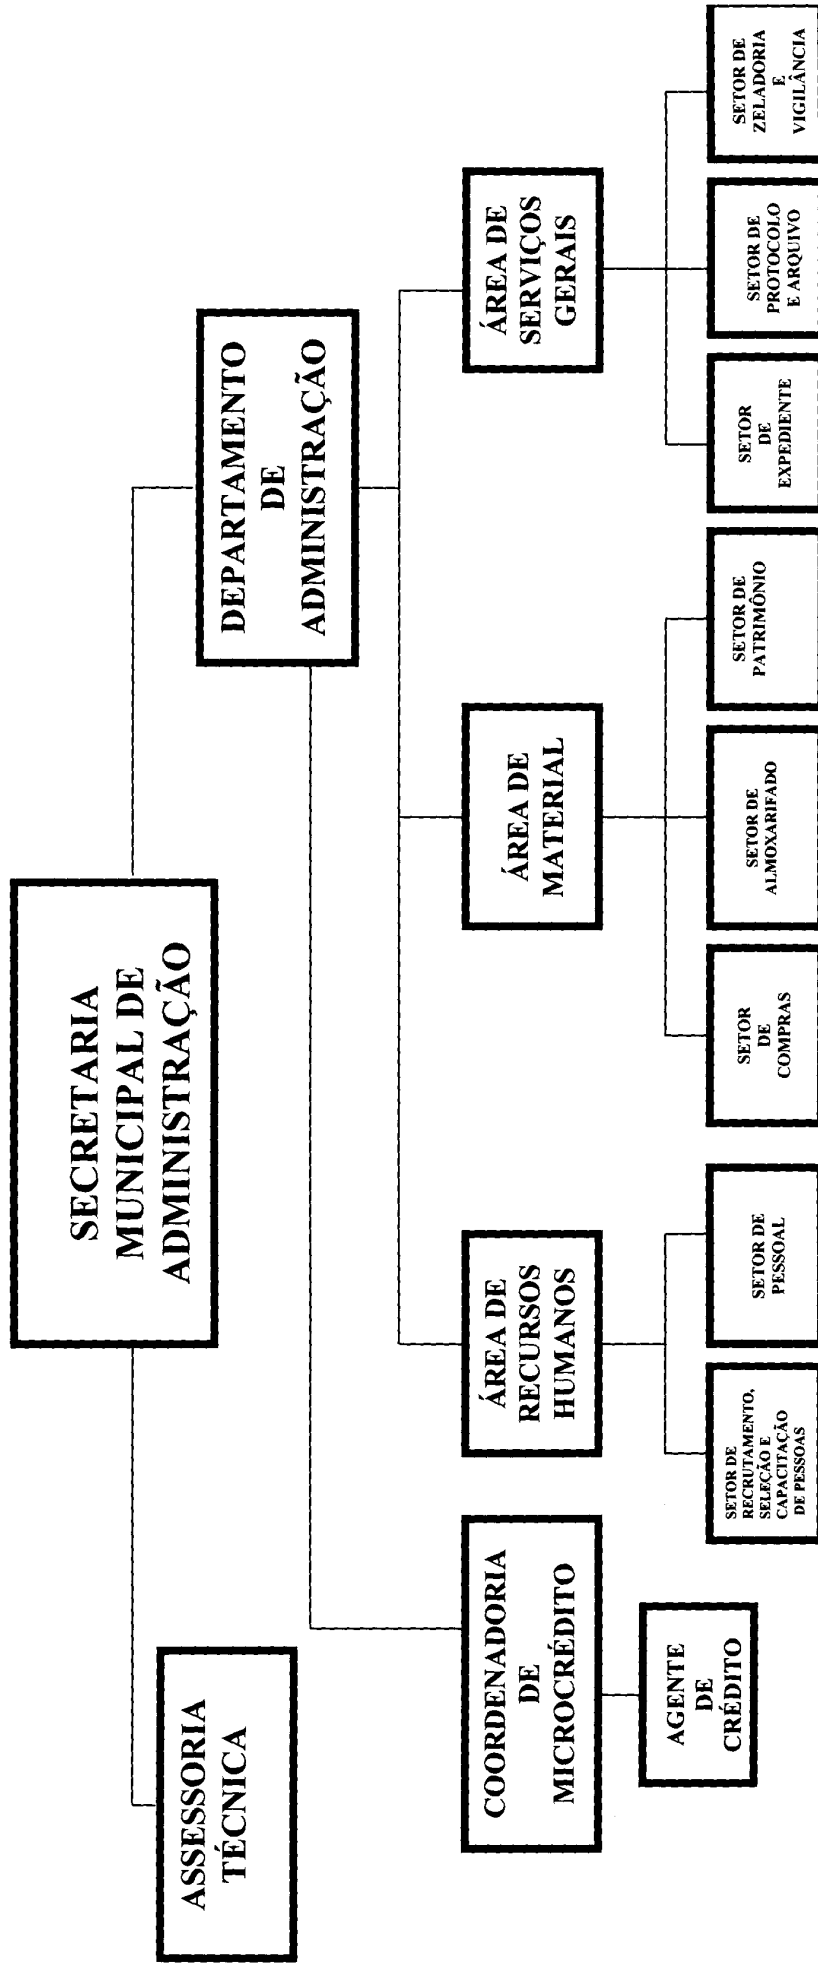 SECRETARIA
MUNICIPAL DE
ADMINISTRAÇÃO
ASSESSORIA
TÉCNICA
DEPARTAMENTO
DE
ADMINISTRAÇÃO
COORDENADORIA
DE
MICROCRÉDITO
ÁREA DE
RECURSOS
HUMANOS
ÁREA DE
MATERIAL
ÁREA DE
SERVIÇOS
GERAIS
AGENTE
DE
CRÉDITO
SETOR DE
RECRUTAMENTO,
SELEÇÃO E
CAPACITAÇÃO
DE PESSOAS
SETOR DE
PESSOAL
SETOR
DE
COMPRAS
SETOR DE
ALMOXARIFADO
SETOR DE
PATRIMÔNIO
SETOR
DE
EXPEDIENTE
SETOR DE
PROTOCOLO
E ARQUIVO
SETOR DE
ZELADORIA
E
VIGILÂNCIA